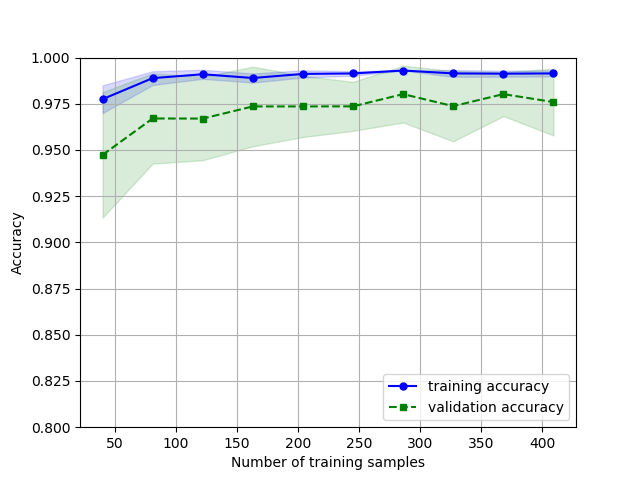 1.000
0.975
0.950
0.925
0.900
0.875
0.850
0.825
0.800
Accuracy
training accuracy
validation accuracy
50 100 150 200 250 300 350 400
Number of training samples